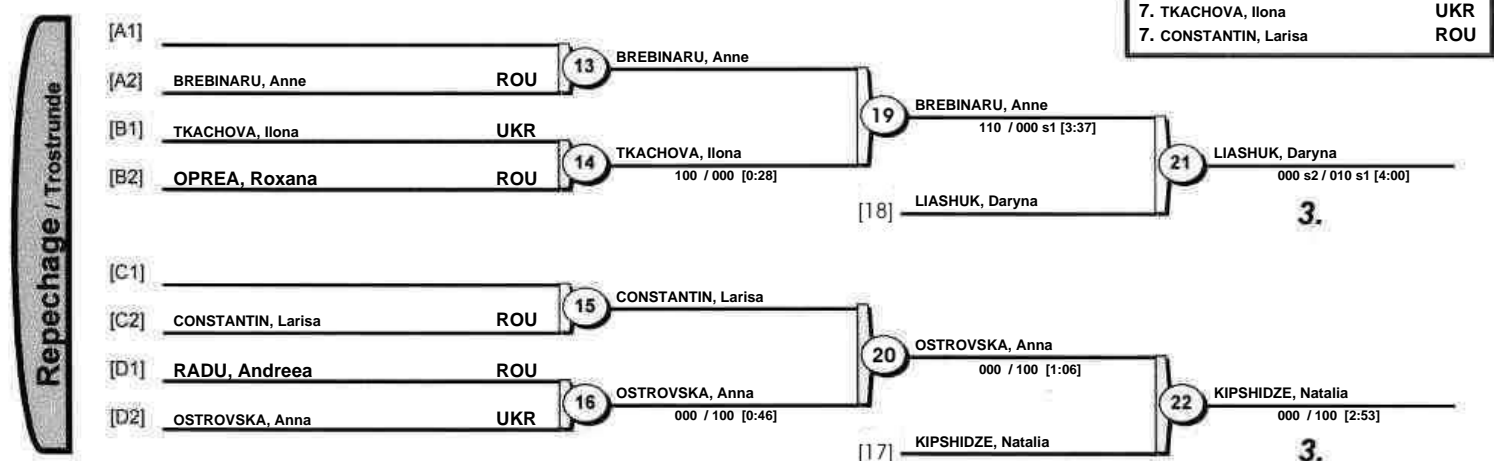 7. TKACHOVA, Ilona UKR
7. CONSTANTIN, Larisa ROU
Repechage / Trostrunde
[A1]
[A2] BREBINARU, Anne ROU
13
BREBINARU, Anne
[B1] TKACHOVA, Ilona UKR
[B2] OPREA, Roxana ROU
14
TKACHOVA, Ilona
100 / 000 [0:28]
19
BREBINARU, Anne
110 / 000 s1 [3:37]
[18] LIASHUK, Daryna
21
LIASHUK, Daryna
000 s2 / 010 s1 [4:00]
3.
[C1]
[C2] CONSTANTIN, Larisa ROU
15
CONSTANTIN, Larisa
[D1] RADU, Andreea ROU
[D2] OSTROVSKA, Anna UKR
16
OSTROVSKA, Anna
000 / 100 [0:46]
20
OSTROVSKA, Anna
000 / 100 [1:06]
[17] KIPSHIDZE, Natalia
22
KIPSHIDZE, Natalia
000 / 100 [2:53]
3.